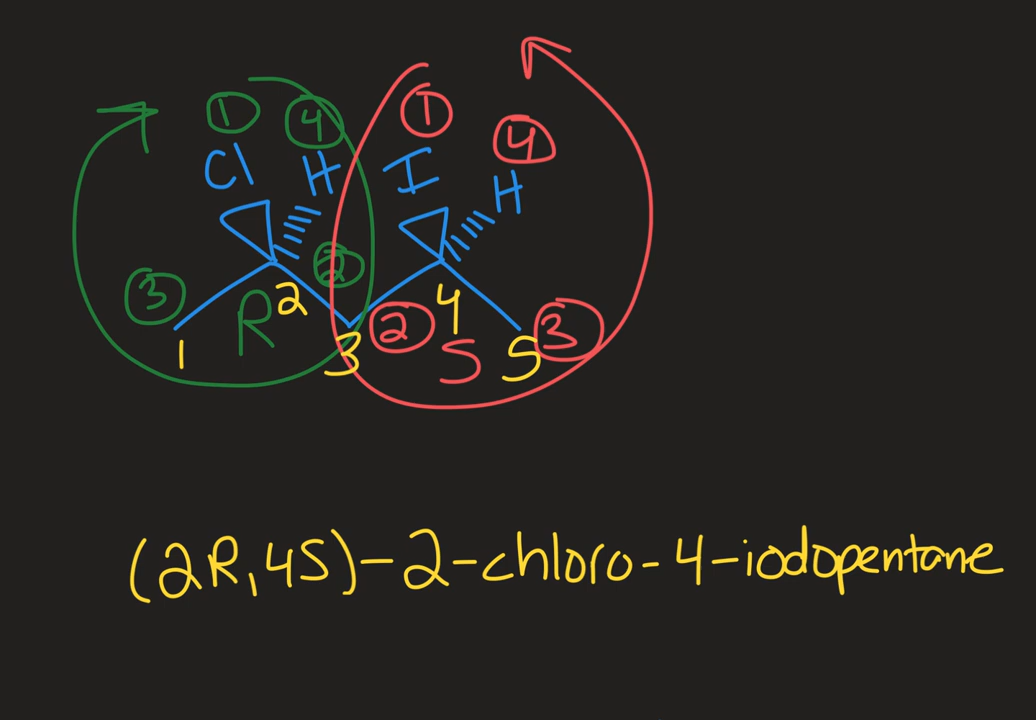 ① ④ ①
④
Cl H I H
③ ②
R 2 ② 4 ③
1 3 S 5
(2R,4S)-2-chloro-4-iodopentane